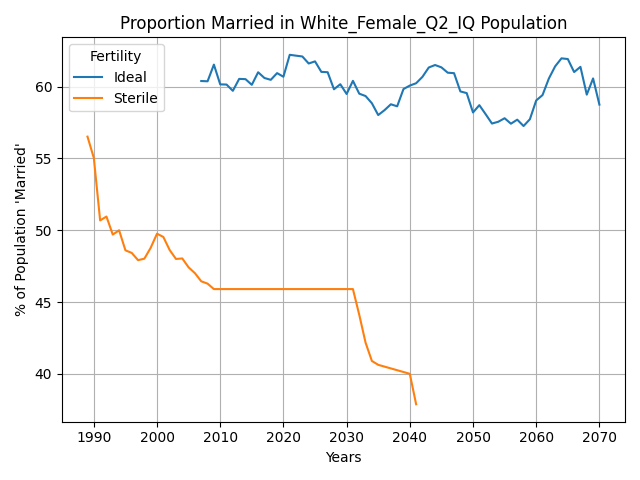 Proportion Married in White_Female_Q2_IQ Population
Fertility
Ideal
Sterile
% of Population 'Married'
60
55
50
45
40
1990 2000 2010 2020 2030 2040 2050 2060 2070
Years